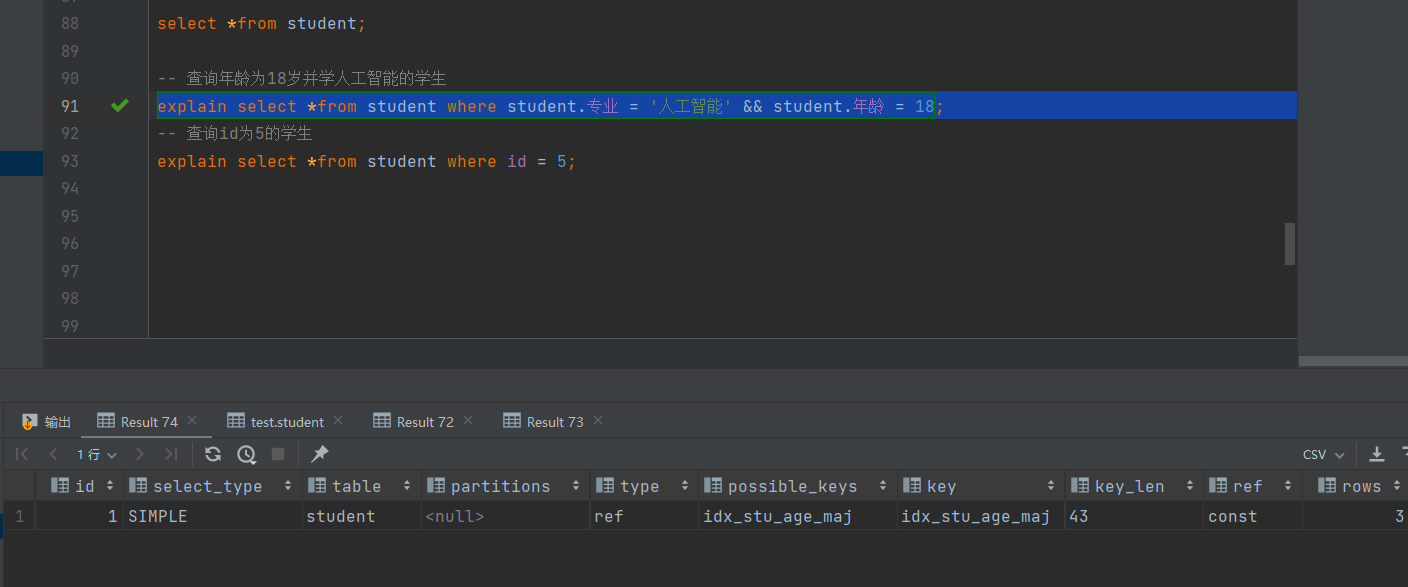 88 select *from student;
89
90 -- 查询年龄为18岁并学人工智能的学生
91 explain select *from student where student.专业 = '人工智能' && student.年龄 = 18;
92 -- 查询id为5的学生
93 explain select *from student where id = 5;
94
95
96
97
98
99
输出 Result 74 test.student Result 72 Result 73
1 行 CSV
id select_type table partitions type possible_keys key key_len ref rows
1 1 SIMPLE student <null> ref idx_stu_age_maj idx_stu_age_maj 43 const 3